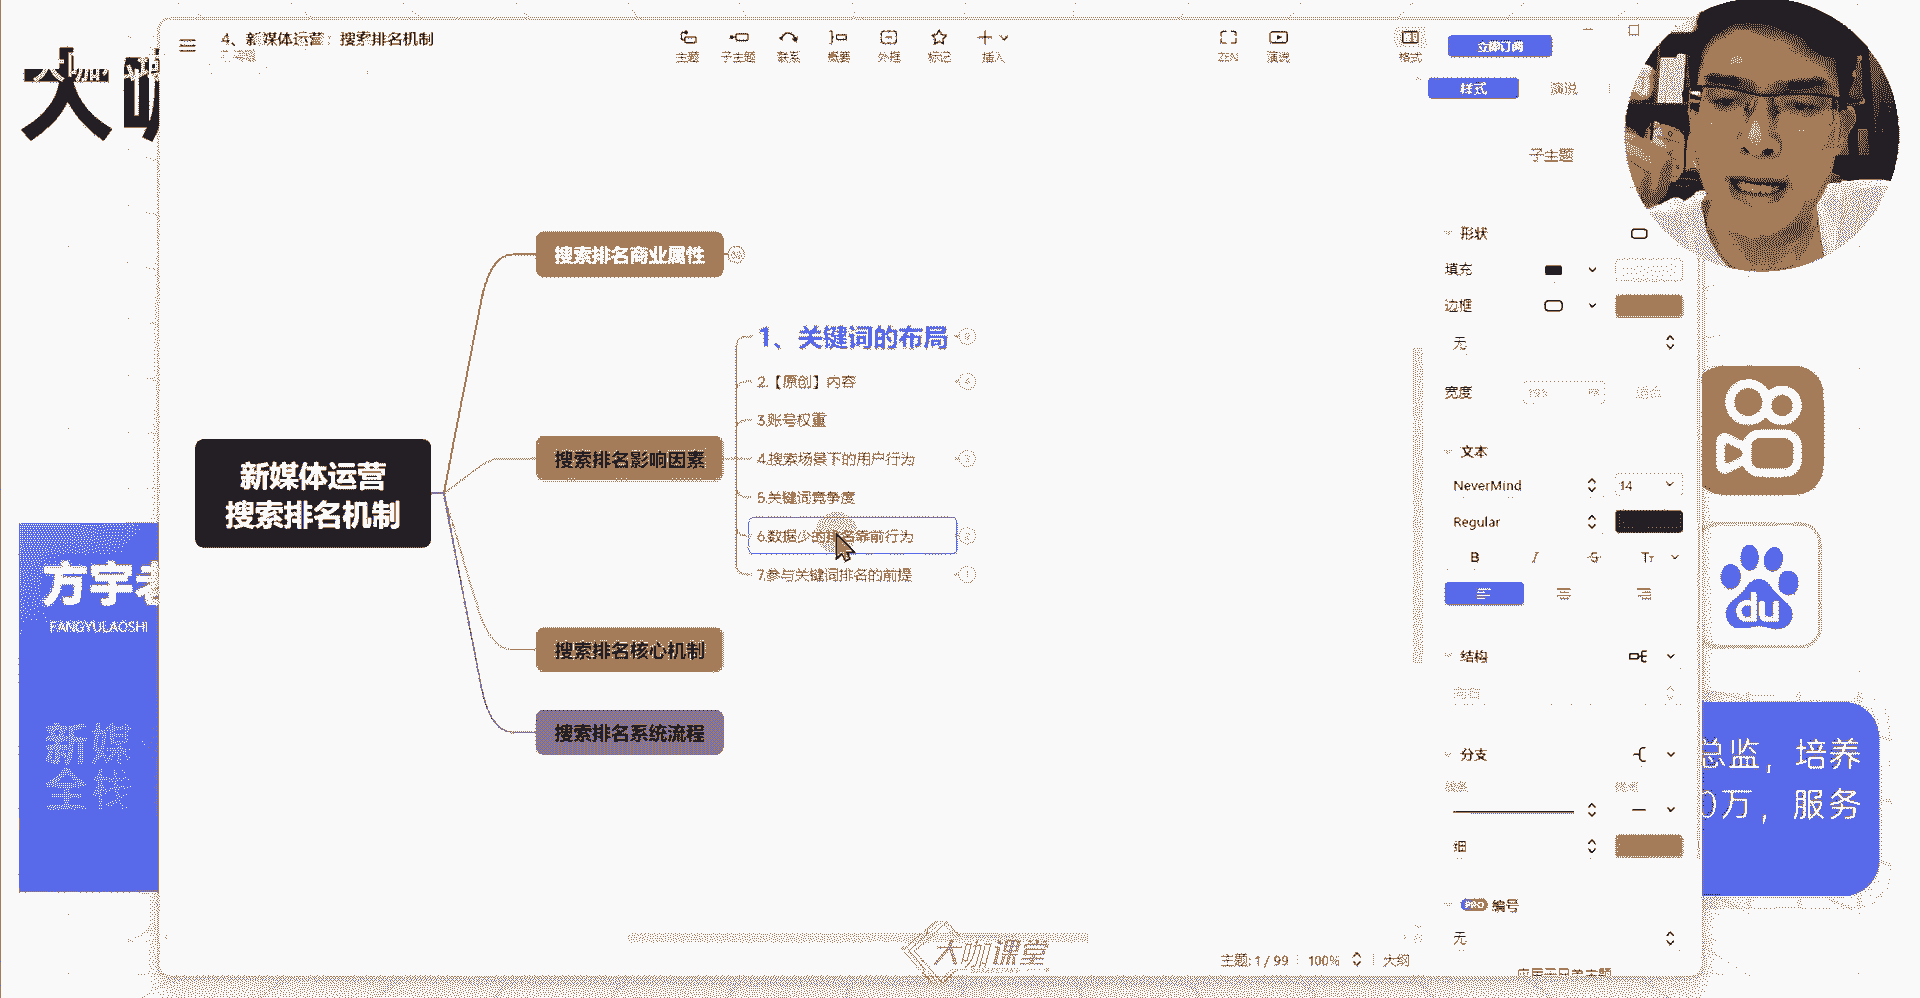 大咖
4、新媒体运营：搜索排名机制
主题
子主题
联系
概要
外框
标记
插入
ZEN
演说
格式
立即订阅
样式
演说
子主题
形状
填充
边框
无
宽度
文本
NeverMind
14
Regular
B
I
S
TT
结构
分支
细
PRO 编号
无
搜索排名商业属性
1、关键词的布局
2.【原创】内容
3.账号权重
4.搜索场景下的用户行为
搜索排名影响因素
5.关键词竞争度
6.数据少的排名靠前行为
7.参与关键词排名的前提
新媒体运营
搜索排名机制
搜索排名核心机制
搜索排名系统流程
方宇老
FANGYULAOSHI
新媒
全栈
du
总监，培养
0万，服务
大咖课堂
主题: 1 / 99
100%
大纲